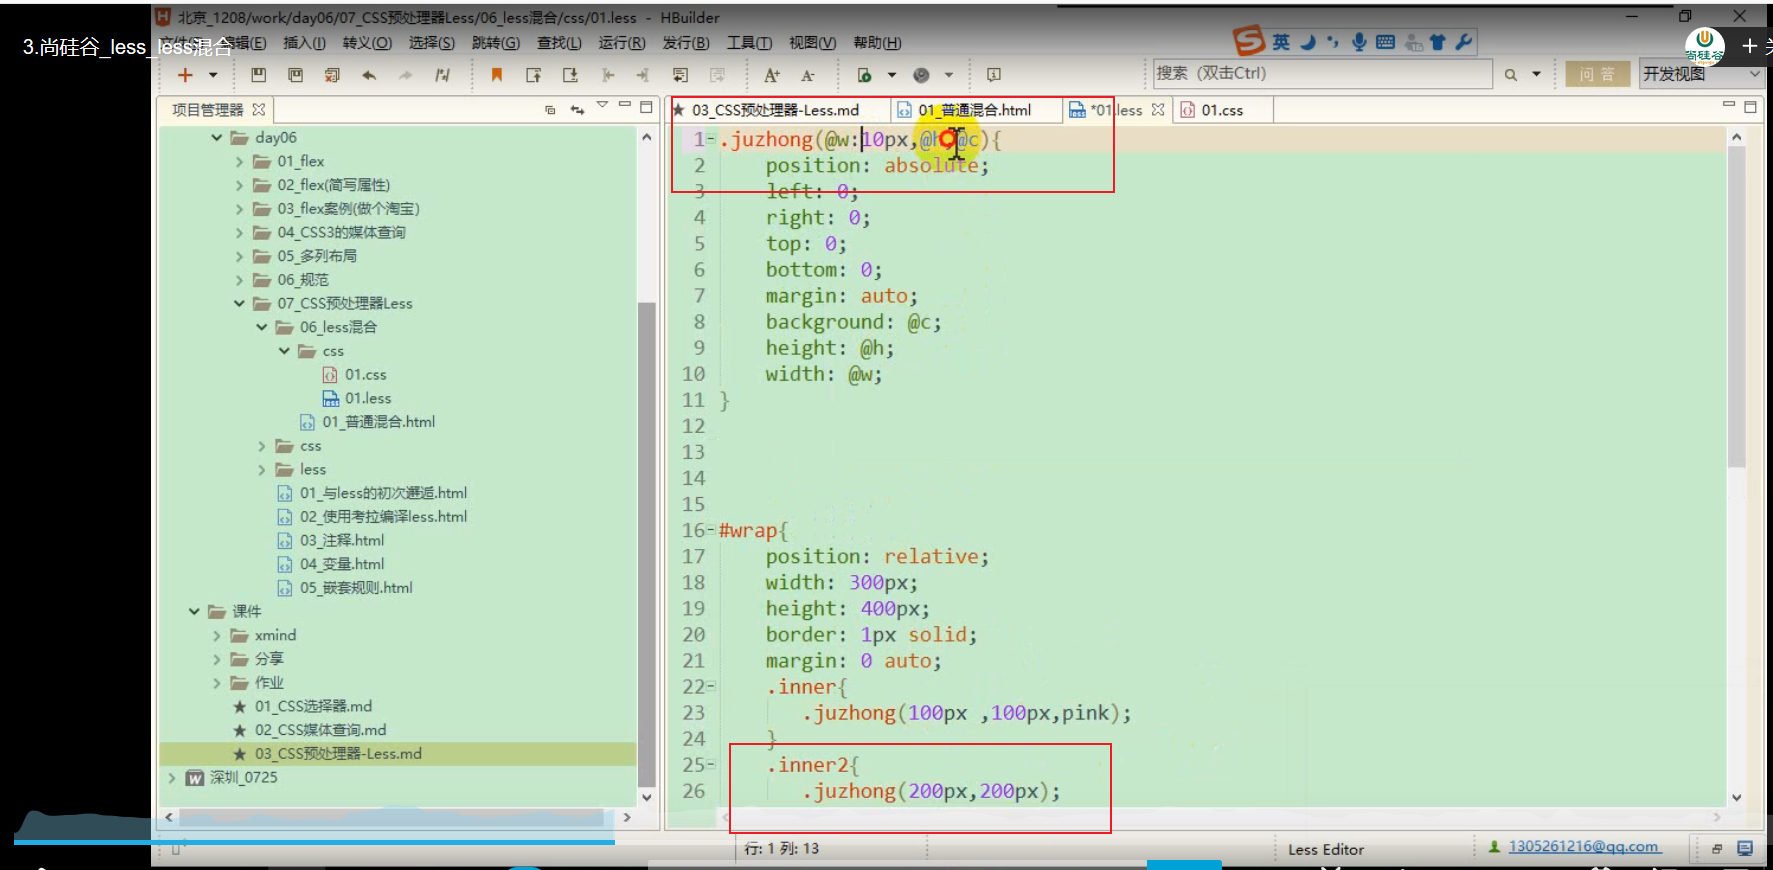 北京_1208/work/day06/07_CSS预处理器Less/06_less混合/css/01.less - HBuilder
3.尚硅谷_less_less混合
编辑(E) 插入(I) 转义(O) 选择(S) 跳转(G) 查找(L) 运行(R) 发行(B) 工具(T) 视图(V) 帮助(H)
英
尚硅谷
搜索 (双击Ctrl)
问答
开发视图
项目管理器
03_CSS预处理器-Less.md
01_普通混合.html
*01.less
01.css
day06
01_flex
02_flex(简写属性)
03_flex案例(做个淘宝)
04_CSS3的媒体查询
05_多列布局
06_规范
07_CSS预处理器Less
06_less混合
css
01.css
01.less
01_普通混合.html
css
less
01_与less的初次邂逅.html
02_使用考拉编译less.html
03_注释.html
04_变量.html
05_嵌套规则.html
课件
xmind
分享
作业
01_CSS选择器.md
02_CSS媒体查询.md
03_CSS预处理器-Less.md
深圳_0725
1 .juzhong(@w:10px,@h,@c){
2 position: absolute;
3 left: 0;
4 right: 0;
5 top: 0;
6 bottom: 0;
7 margin: auto;
8 background: @c;
9 height: @h;
10 width: @w;
11 }
12
13
14
15
16 #wrap{
17 position: relative;
18 width: 300px;
19 height: 400px;
20 border: 1px solid;
21 margin: 0 auto;
22 .inner{
23 .juzhong(100px ,100px,pink);
24 }
25 .inner2{
26 .juzhong(200px,200px);
行: 1 列: 13
Less Editor
1305261216@qq.com